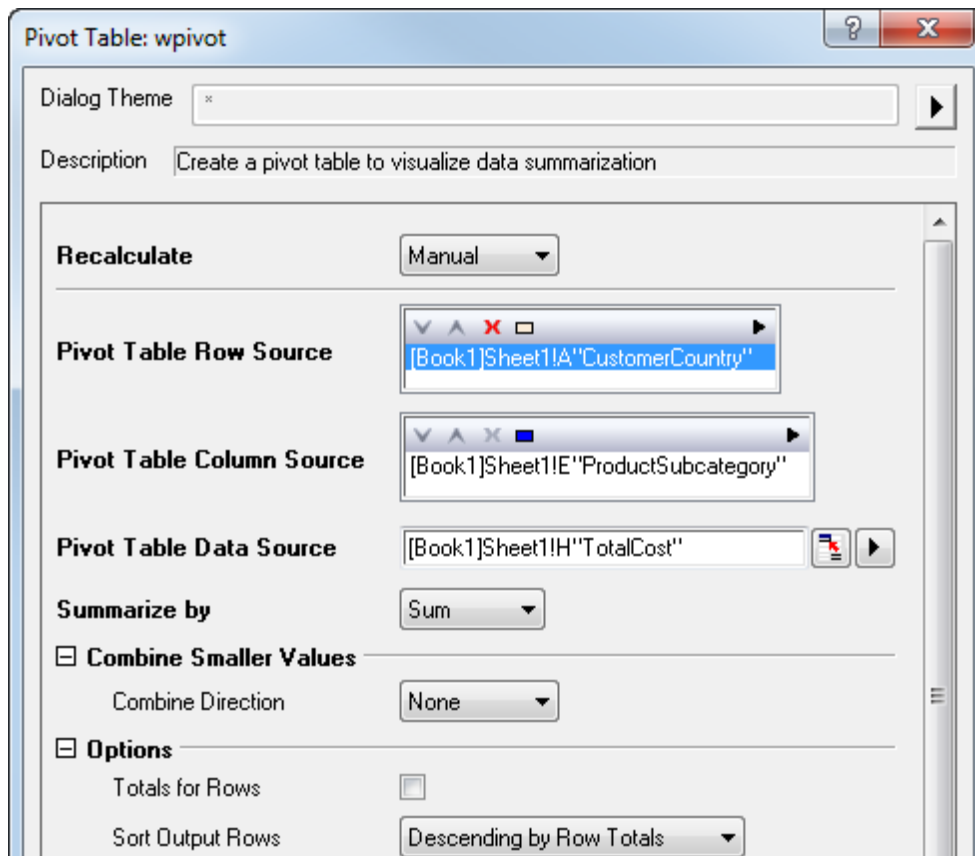 Pivot Table: wpivot
Dialog Theme *
Description Create a pivot table to visualize data summarization
Recalculate Manual
Pivot Table Row Source [Book1]Sheet1!A"CustomerCountry"
Pivot Table Column Source [Book1]Sheet1!E"ProductSubcategory"
Pivot Table Data Source [Book1]Sheet1!H"TotalCost"
Summarize by Sum
Combine Smaller Values
Combine Direction None
Options
Totals for Rows
Sort Output Rows Descending by Row Totals